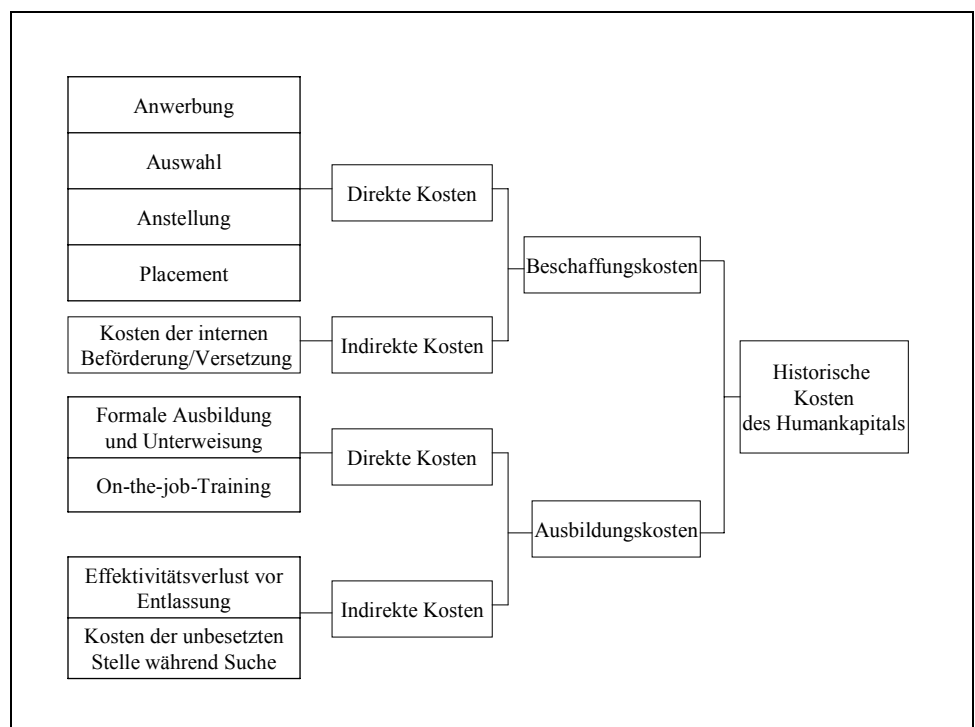 Anwerbung
Auswahl
Anstellung
Placement
Direkte Kosten
Kosten der internen
Beförderung/Versetzung
Indirekte Kosten
Beschaffungskosten
Formale Ausbildung
und Unterweisung
On-the-job-Training
Direkte Kosten
Effektivitätsverlust vor
Entlassung
Kosten der unbesetzten
Stelle während Suche
Indirekte Kosten
Ausbildungskosten
Historische
Kosten
des Humankapitals